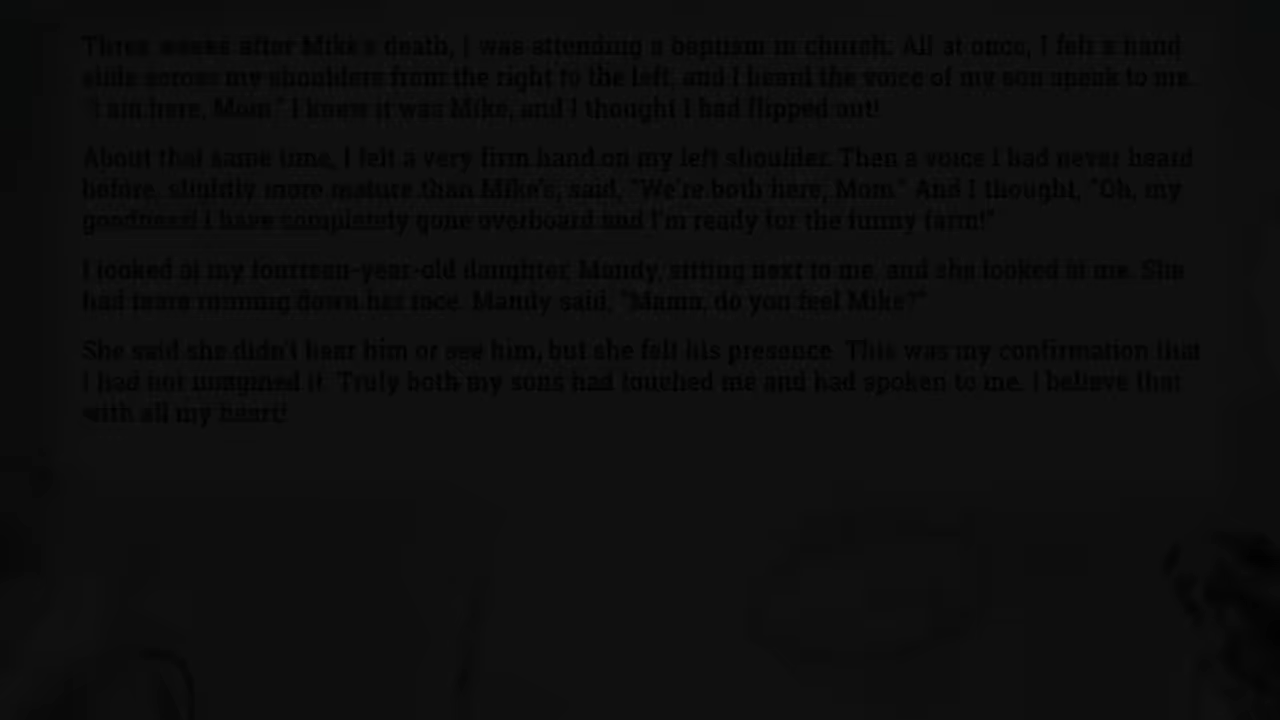 Three weeks after Mike's death, I was attending a baptism in church. All at once, I felt a hand
slide across my shoulders from the right to the left, and I heard the voice of my son speak to me.
"I am here, Mom." I knew it was Mike, and I thought I had flipped out!
About that same time, I felt a very firm hand on my left shoulder. Then a voice I had never heard
before, slightly more mature than Mike's, said, "We're both here, Mom." And I thought, "Oh, my
goodness! I have completely gone overboard and I'm ready for the funny farm!"
I looked at my fourteen-year-old daughter, Mandy, sitting next to me, and she looked at me. She
had tears running down her face. Mandy said, "Mama, do you feel Mike?"
She said she didn't hear him or see him, but she felt his presence. This was my confirmation that
I had not imagined it. Truly both my sons had touched me and had spoken to me. I believe that
with all my heart!